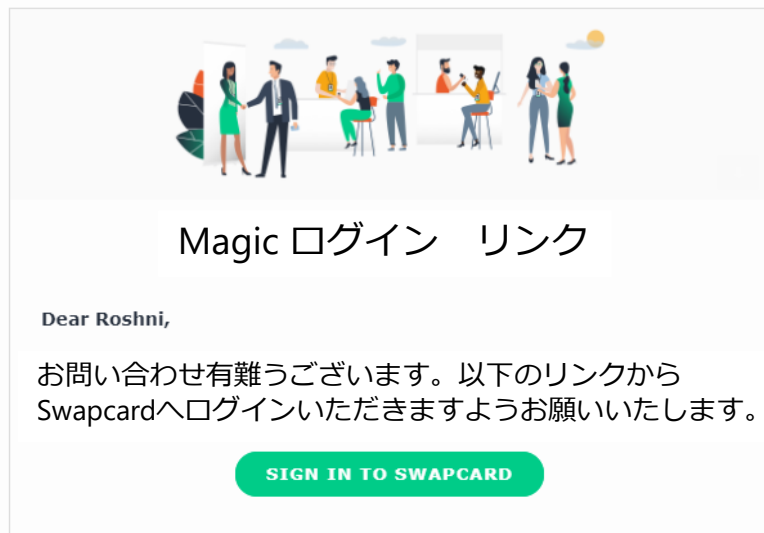 Magic ログイン　リンク
Dear Roshni,
お問い合わせ有難うございます。以下のリンクから
Swapcardへログインいただきますようお願いいたします。
SIGN IN TO SWAPCARD